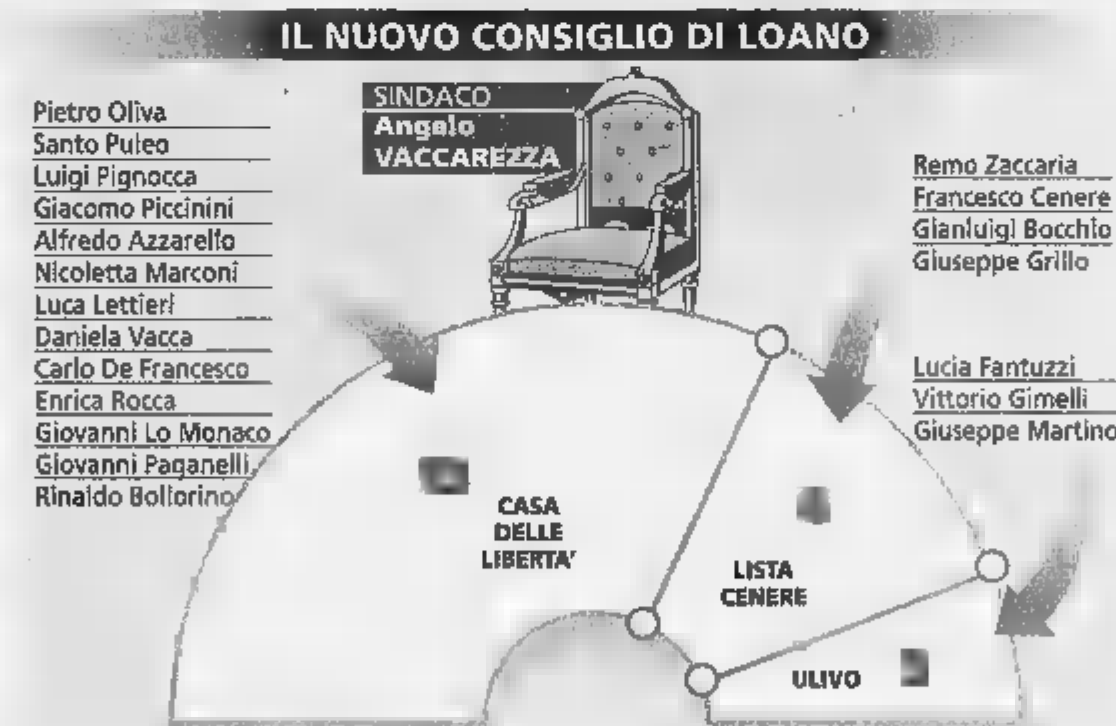 IL NUOVO CONSIGLIO DI LOANO
SINDACO
Angelo
VACCAREZZA
Pietro Oliva
Santo Puleo
Luigi Pignocca
Giacomo Piccinini
Alfredo Azzarello
Nicoletta Marconi
Luca Lettieri
Daniela Vacca
Carlo De Francesco
Enrica Rocca
Giovanni Lo Monaco
Giovanni Paganelli
Rinaldo Bollorino
Remo Zaccaria
Francesco Cenere
Gianluigi Bocchio
Giuseppe Grillo
Lucia Fantuzzi
Vittorio Gimelli
Giuseppe Martino
CASA
DELLE
LIBERTA'
4
LISTA
CENERE
ULIVO
3